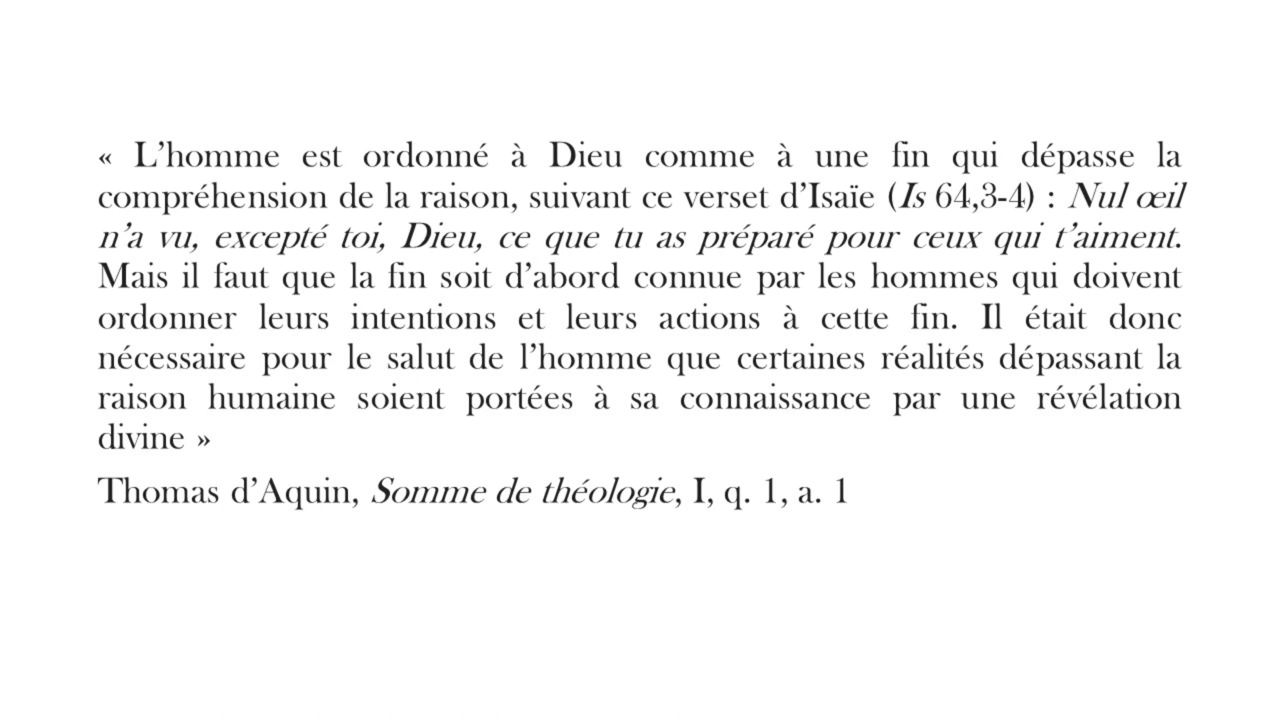 « L’homme est ordonné à Dieu comme à une fin qui dépasse la
compréhension de la raison, suivant ce verset d’Isaïe (Is 64,3-4) : Nul œil
n’a vu, excepté toi, Dieu, ce que tu as préparé pour ceux qui t’aiment.
Mais il faut que la fin soit d’abord connue par les hommes qui doivent
ordonner leurs intentions et leurs actions à cette fin. Il était donc
nécessaire pour le salut de l’homme que certaines réalités dépassant la
raison humaine soient portées à sa connaissance par une révélation
divine »
Thomas d’Aquin, Somme de théologie, I, q. 1, a. 1